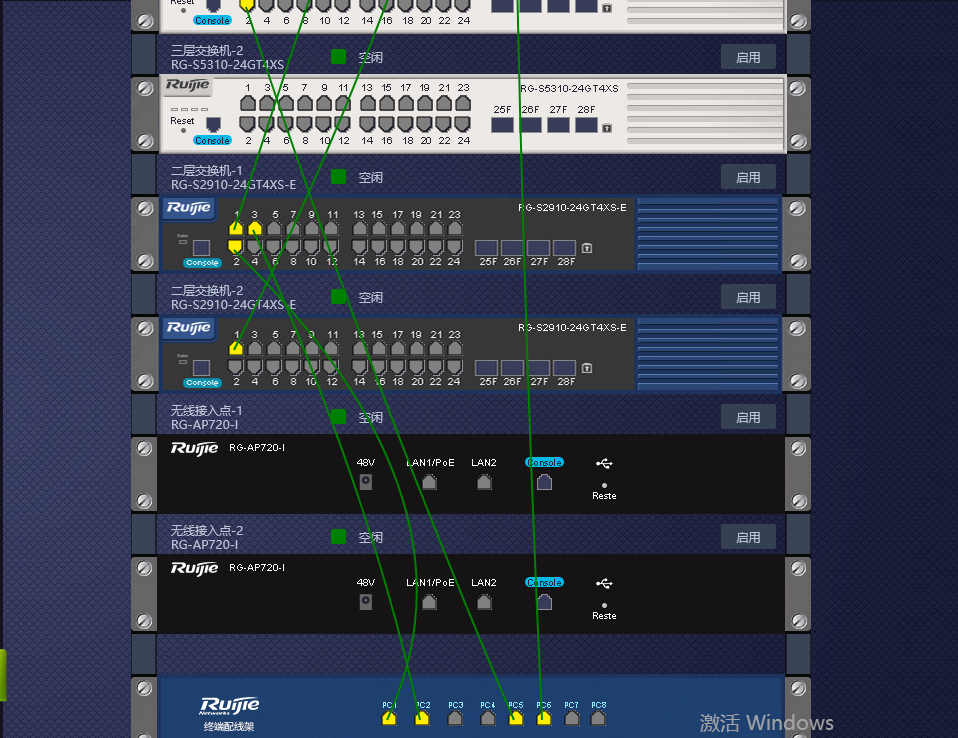 Reset
Console
2 4 6 8 10 12 14 16 18 20 22 24
三层交换机-2
RG-S5310-24GT4XS
空闲
启用
Ruijie
1 3 5 7 9 11 13 15 17 19 21 23
RG-S5310-24GT4XS
25F 26F 27F 28F
Reset
Console
2 4 6 8 10 12 14 16 18 20 22 24
二层交换机-1
RG-S2910-24GT4XS-E
空闲
启用
Ruijie
1 3 5 7 9 11 13 15 17 19 21 23
RG-S2910-24GT4XS-E
Console
2 4 6 8 10 12 14 16 18 20 22 24
25F 26F 27F 28F
二层交换机-2
RG-S2910-24GT4XS-E
空闲
启用
Ruijie
1 3 5 7 9 11 13 15 17 19 21 23
RG-S2910-24GT4XS-E
Console
2 4 6 8 10 12 14 16 18 20 22 24
25F 26F 27F 28F
无线接入点-1
RG-AP720-I
空闲
启用
Ruijie
RG-AP720-I
48V LAN1/PoE LAN2 Console
Reste
无线接入点-2
RG-AP720-I
空闲
启用
Ruijie
RG-AP720-I
48V LAN1/PoE LAN2 Console
Reste
Ruijie
Networks
终端配线架
PC1 PC2 PC3 PC4 PC5 PC6 PC7 PC8
激活 Windows